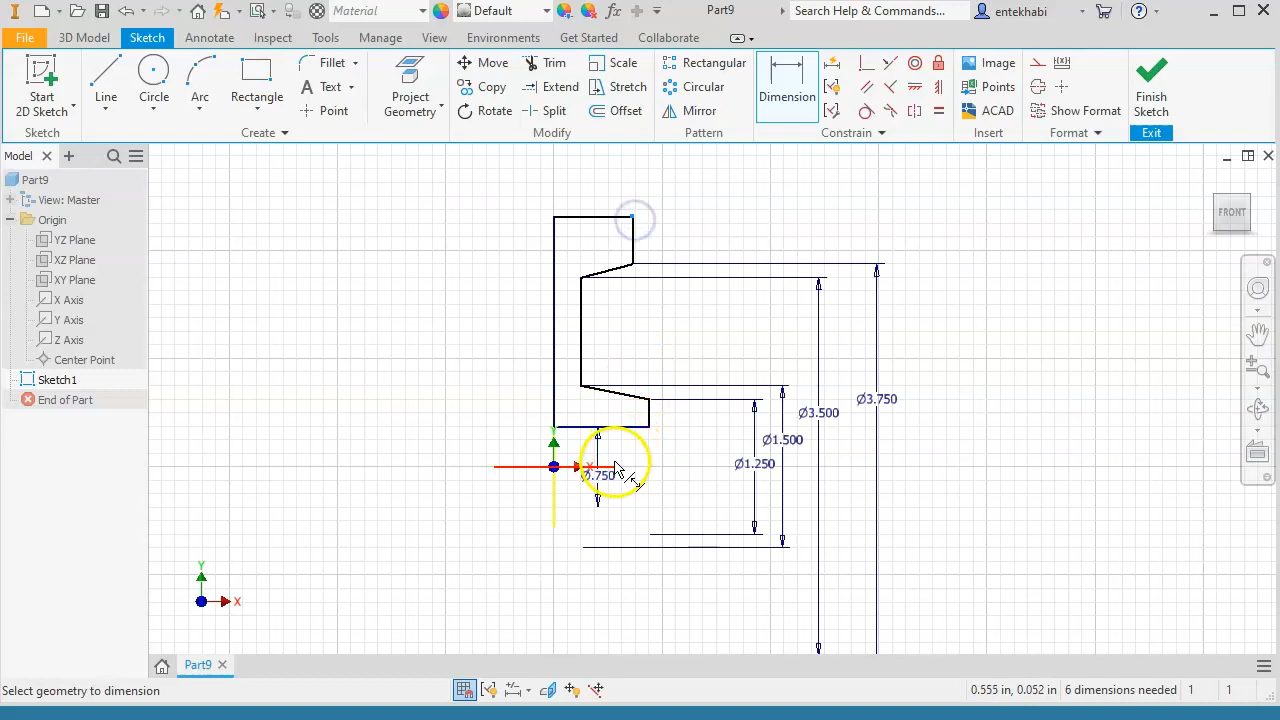 Material
Default
Part9
Search Help & Commands...
entekhabi
File
3D Model
Sketch
Annotate
Inspect
Tools
Manage
View
Environments
Get Started
Collaborate
Start
2D Sketch
Line
Circle
Arc
Rectangle
Fillet
Text
Point
Project
Geometry
Move
Copy
Rotate
Trim
Extend
Split
Scale
Stretch
Offset
Rectangular
Circular
Mirror
Dimension
Image
Points
ACAD
Show Format
Finish
Sketch
Sketch
Create
Modify
Pattern
Constrain
Insert
Format
Exit
Model
Part9
View: Master
Origin
YZ Plane
XZ Plane
XY Plane
X Axis
Y Axis
Z Axis
Center Point
Sketch1
End of Part
FRONT
Ø3.750
Ø3.500
Ø1.500
Ø1.250
Ø.750
Y
X
Y
X
Part9
Select geometry to dimension
0.555 in, 0.052 in
6 dimensions needed
1
1